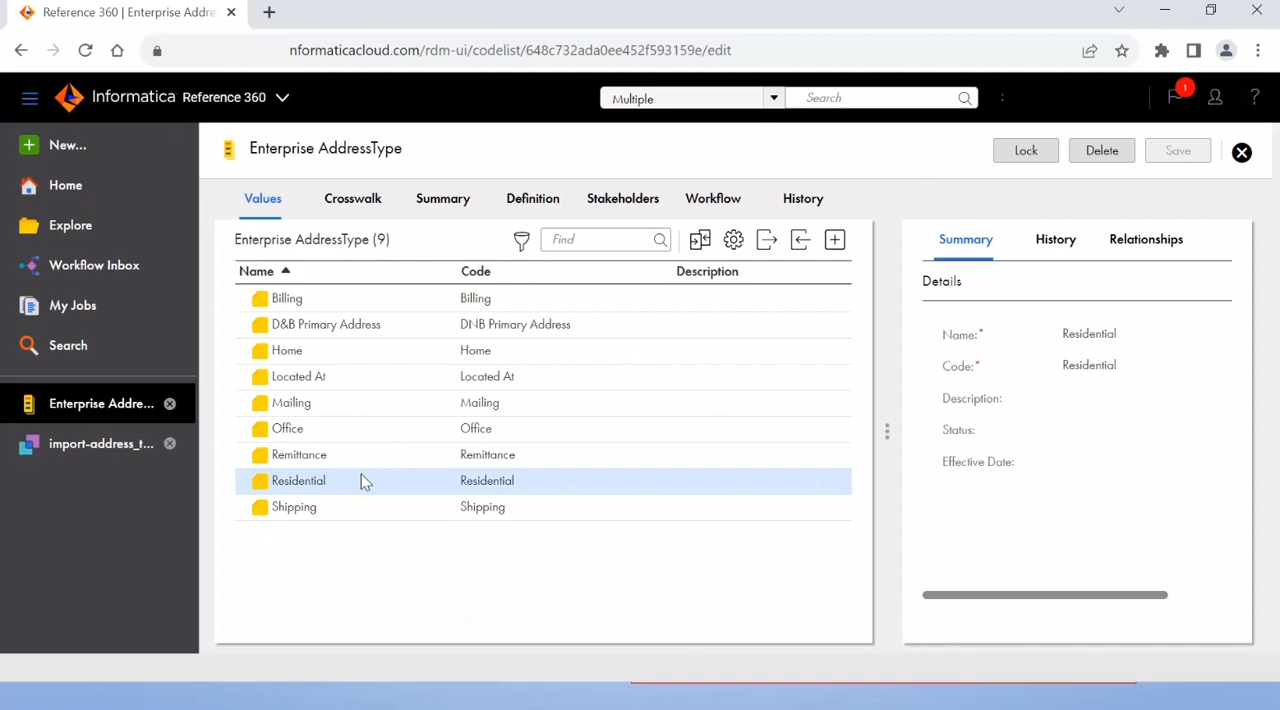 Reference 360 | Enterprise Addre
nformaticacloud.com/rdm-ui/codelist/648c732ada0ee452f593159e/edit
Informatica Reference 360
Multiple
Search
1
?
New...
Home
Explore
Workflow Inbox
My Jobs
Search
Enterprise Addre...
import-address_t...
Enterprise AddressType
Lock Delete Save
Values Crosswalk Summary Definition Stakeholders Workflow History
Enterprise AddressType (9)
Find
Name Code Description
Billing Billing
D&B Primary Address DNB Primary Address
Home Home
Located At Located At
Mailing Mailing
Office Office
Remittance Remittance
Residential Residential
Shipping Shipping
Summary History Relationships
Details
Name:* Residential
Code:* Residential
Description:
Status:
Effective Date: